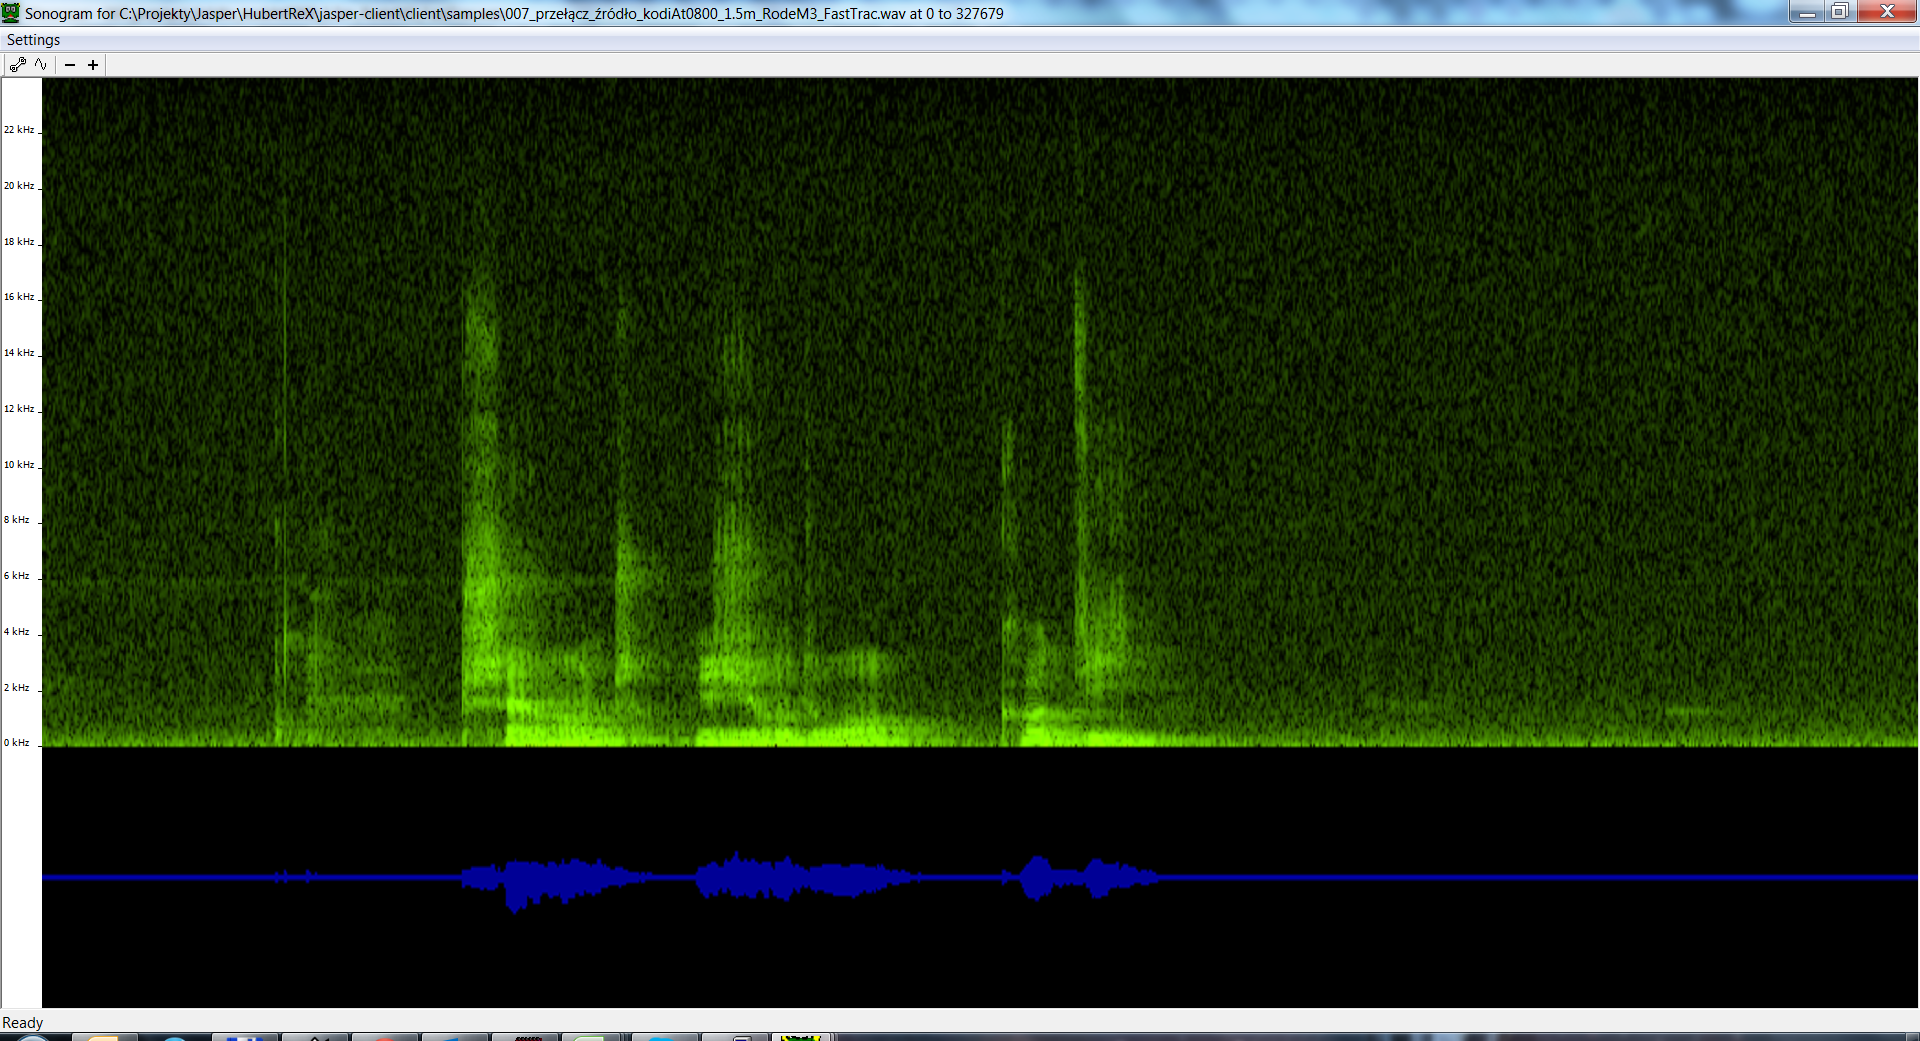 Sonogram for C:\Projekty\Jasper\HubertReX\jasper-client\client\samples\007_przełącz_źródło_kodiAt0800_1.5m_RodeM3_FastTrac.wav at 0 to 327679
Settings
22 kHz
20 kHz
18 kHz
16 kHz
14 kHz
12 kHz
10 kHz
8 kHz
6 kHz
4 kHz
2 kHz
0 kHz
Ready